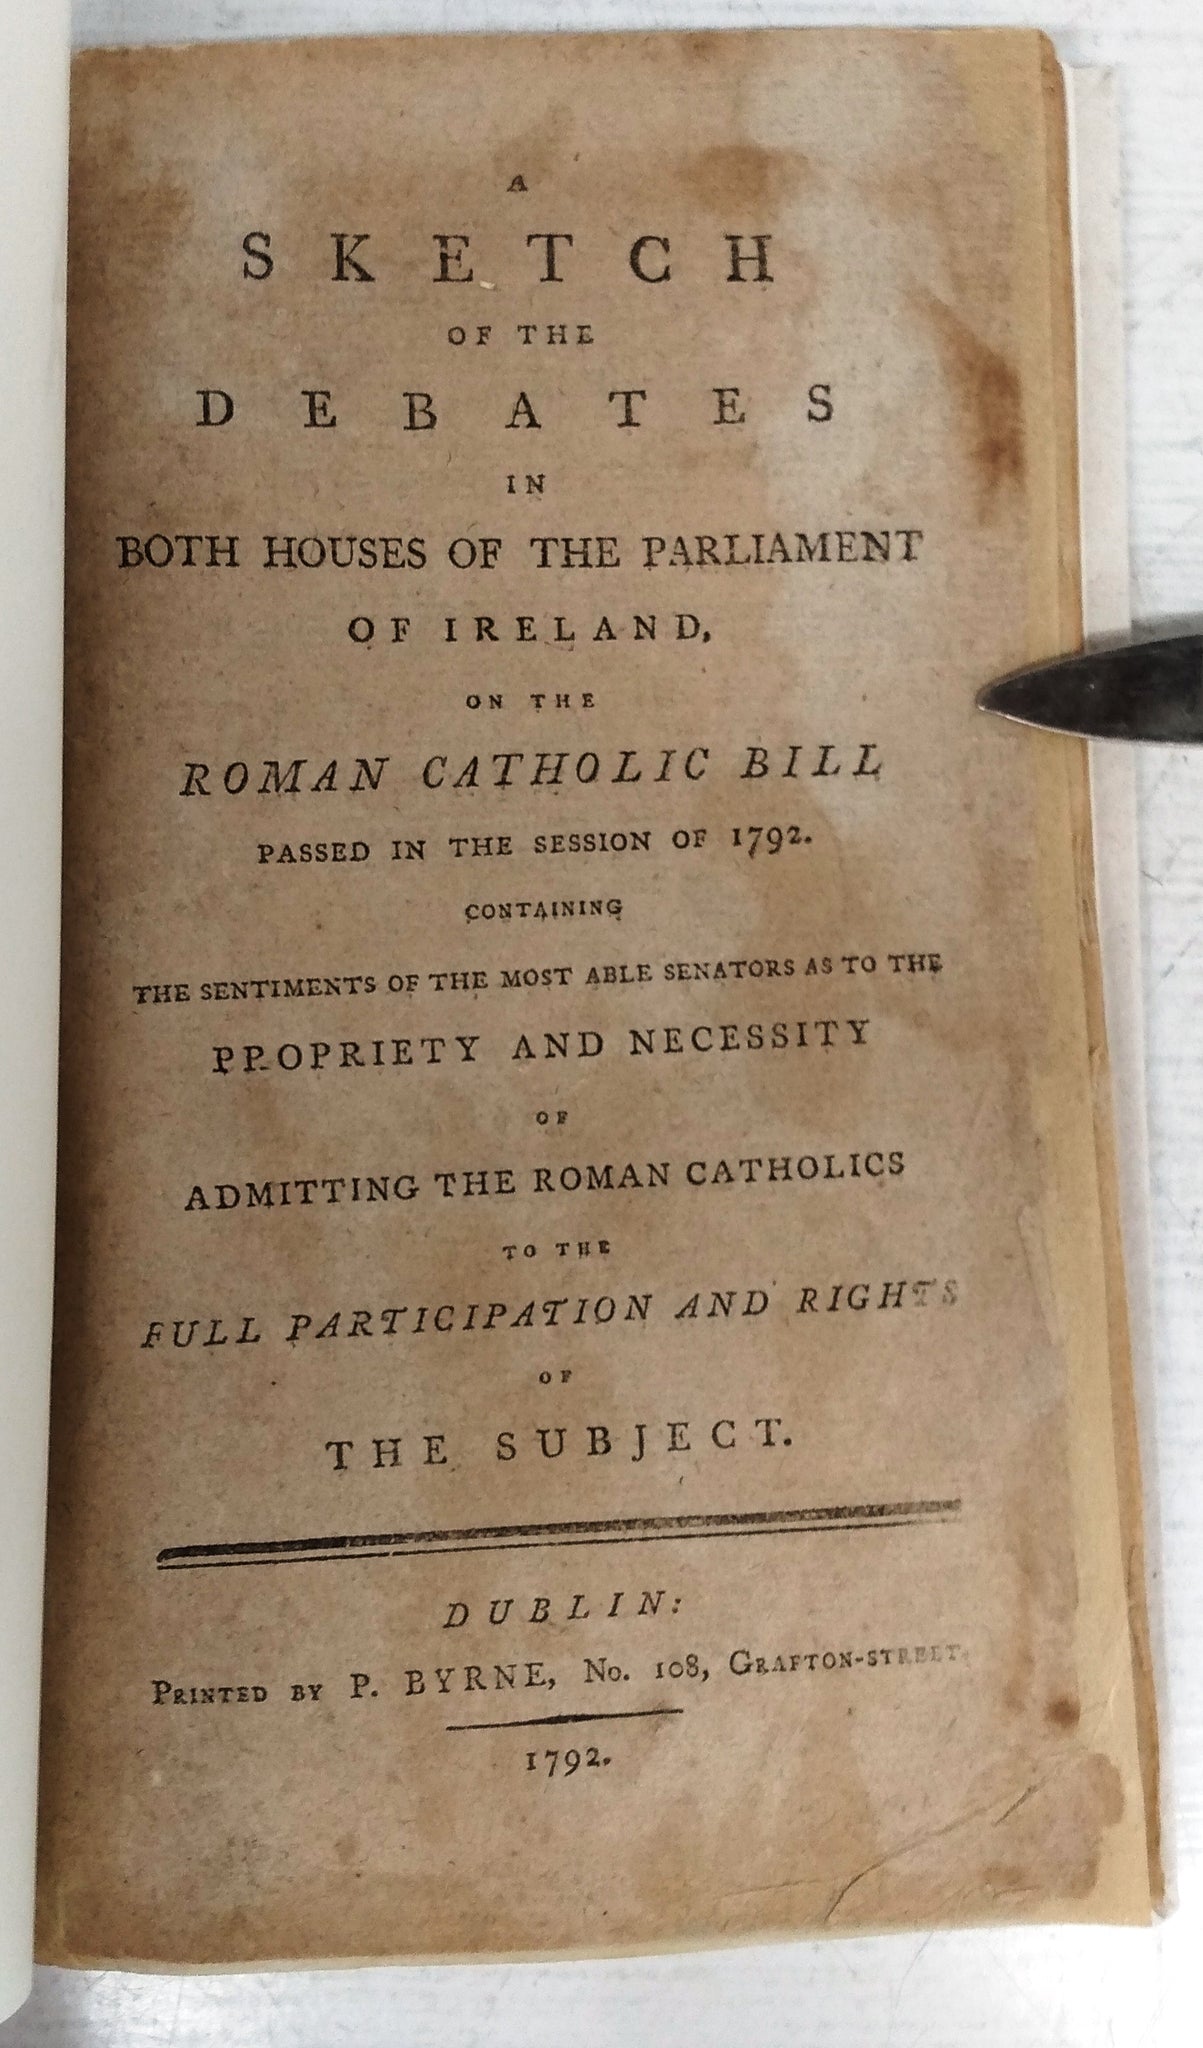 A
SKETCH
OF THE
DEBATES
IN
BOTH HOUSES OF THE PARLIAMENT
OF IRELAND,
ON THE
ROMAN CATHOLIC BILL
PASSED IN THE SESSION OF 1792.
CONTAINING
THE SENTIMENTS OF THE MOST ABLE SENATORS AS TO THE
PROPRIETY AND NECESSITY
OF
ADMITTING THE ROMAN CATHOLICS
TO THE
FULL PARTICIPATION AND RIGHTS
OF
THE SUBJECT.
DUBLIN:
PRINTED BY P. BYRNE, No. 108, GRAFTON-STREET.
1792.